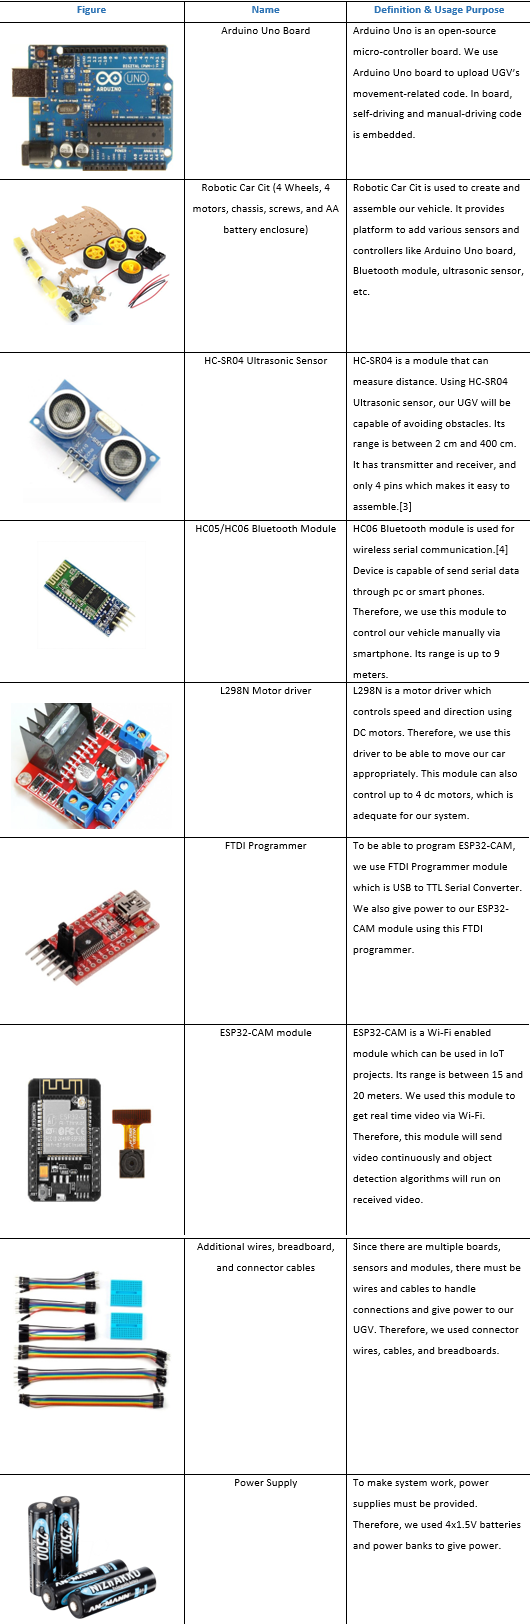 Figure
Name
Definition & Usage Purpose
UNO
ARDUINO
Arduino Uno Board
Arduino Uno is an open-source
micro-controller board. We use
Arduino Uno board to upload UGV's
movement-related code. In board,
self-driving and manual-driving code
is embedded.
Robotic Car Cit (4 Wheels, 4
motors, chassis, screws, and AA
battery enclosure)
Robotic Car Cit is used to create and
assemble our vehicle. It provides
platform to add various sensors and
controllers like Arduino Uno board,
Bluetooth module, ultrasonic sensor,
etc.
HC-SR04
HC-SR04 Ultrasonic Sensor
HC-SR04 is a module that can
measure distance. Using HC-SR04
Ultrasonic sensor, our UGV will be
capable of avoiding obstacles. Its
range is between 2 cm and 400 cm.
It has transmitter and receiver, and
only 4 pins which makes it easy to
assemble.[3]
HC05/HC06 Bluetooth Module
HC06 Bluetooth module is used for
wireless serial communication.[4]
Device is capable of send serial data
through pc or smart phones.
Therefore, we use this module to
control our vehicle manually via
smartphone. Its range is up to 9
meters.
L298N Motor driver
L298N is a motor driver which
controls speed and direction using
DC motors. Therefore, we use this
driver to be able to move our car
appropriately. This module can also
control up to 4 dc motors, which is
adequate for our system.
FTDI Programmer
To be able to program ESP32-CAM,
we use FTDI Programmer module
which is USB to TTL Serial Converter.
We also give power to our ESP32-
CAM module using this FTDI
programmer.
ESP32-CAM module
ESP32-CAM is a Wi-Fi enabled
module which can be used in IoT
projects. Its range is between 15 and
20 meters. We used this module to
get real time video via Wi-Fi.
Therefore, this module will send
video continuously and object
detection algorithms will run on
received video.
Additional wires, breadboard,
and connector cables
Since there are multiple boards,
sensors and modules, there must be
wires and cables to handle
connections and give power to our
UGV. Therefore, we used connector
wires, cables, and breadboards.
2500
2500
ANSMANN
Power Supply
To make system work, power
supplies must be provided.
Therefore, we used 4x1.5V batteries
and power banks to give power.